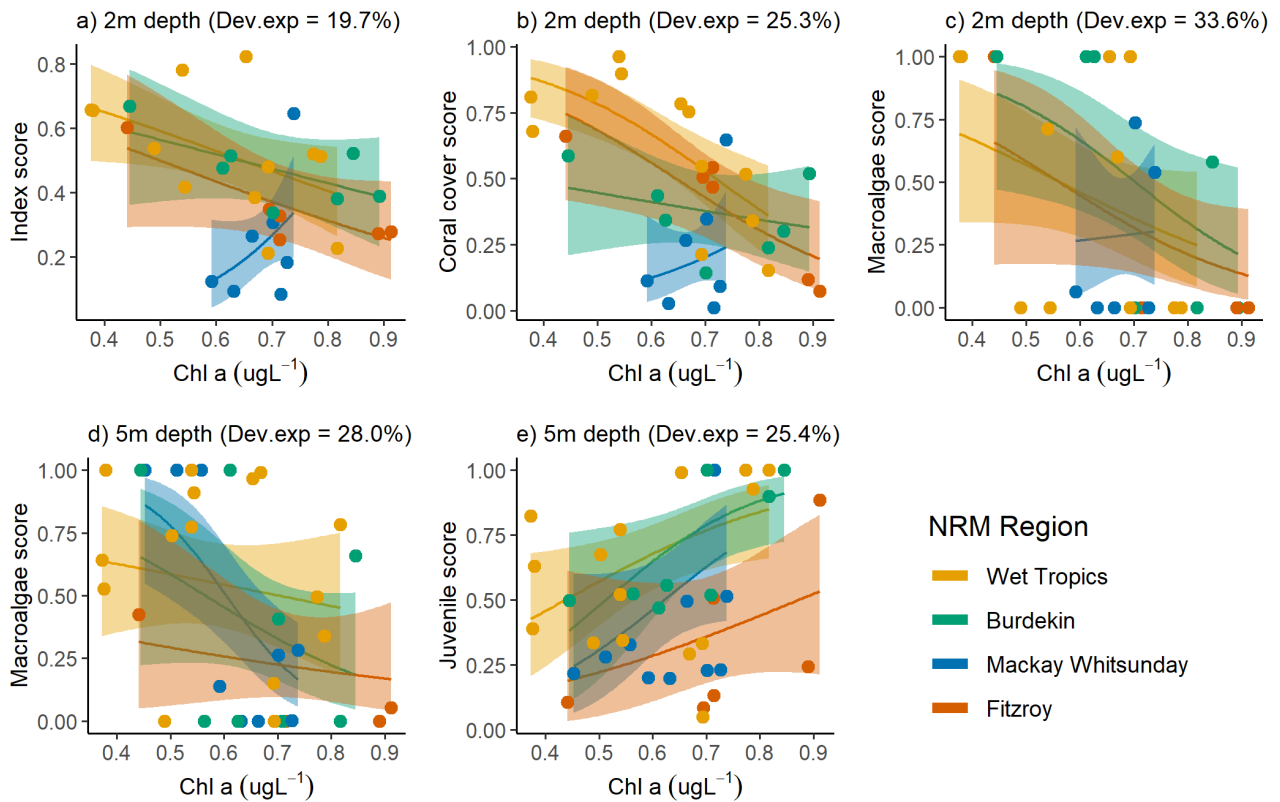 a) 2m depth (Dev.exp = 19.7%)
Index score
0.8
0.6
0.4
0.2
0.4 0.5 0.6 0.7 0.8 0.9
Chl a (ugL⁻¹)
b) 2m depth (Dev.exp = 25.3%)
Coral cover score
1.00
0.75
0.50
0.25
0.00
0.4 0.5 0.6 0.7 0.8 0.9
Chl a (ugL⁻¹)
c) 2m depth (Dev.exp = 33.6%)
Macroalgae score
1.00
0.75
0.50
0.25
0.00
0.4 0.5 0.6 0.7 0.8 0.9
Chl a (ugL⁻¹)
d) 5m depth (Dev.exp = 28.0%)
Macroalgae score
1.00
0.75
0.50
0.25
0.00
0.4 0.5 0.6 0.7 0.8 0.9
Chl a (ugL⁻¹)
e) 5m depth (Dev.exp = 25.4%)
Juvenile score
1.00
0.75
0.50
0.25
0.00
0.4 0.5 0.6 0.7 0.8 0.9
Chl a (ugL⁻¹)
NRM Region
Wet Tropics
Burdekin
Mackay Whitsunday
Fitzroy